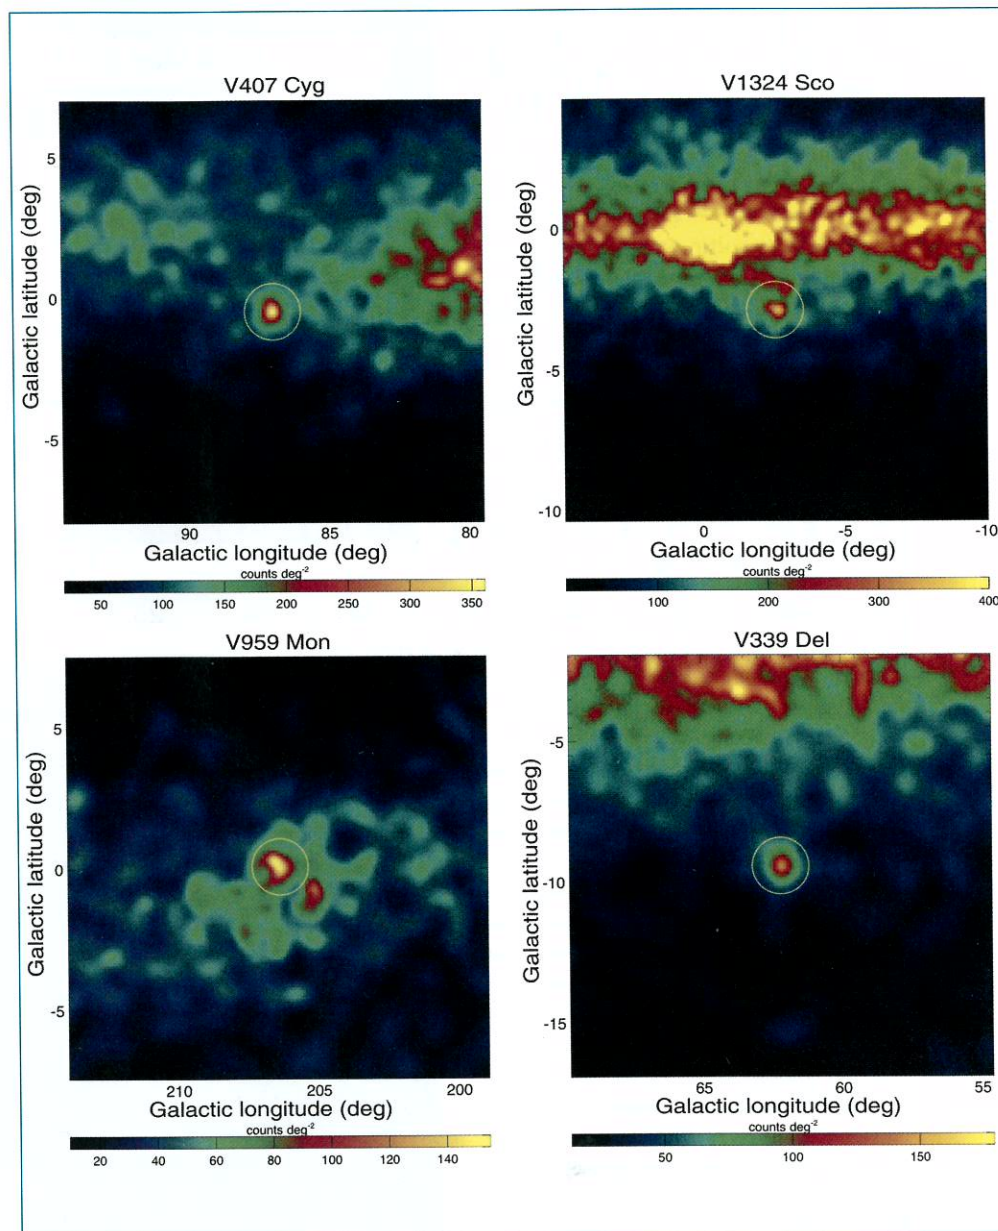 V407 Cyg
Galactic latitude (deg)
5
0
-5
90
85
80
Galactic longitude (deg)
counts deg-2
50 100 150 200 250 300 350
V1324 Sco
Galactic latitude (deg)
0
-5
-10
0
-5
-10
Galactic longitude (deg)
counts deg-2
100 200 300 400
V959 Mon
Galactic latitude (deg)
5
0
-5
210
205
200
Galactic longitude (deg)
counts deg-2
20 40 60 80 100 120 140
V339 Del
Galactic latitude (deg)
-5
-10
-15
65
60
55
Galactic longitude (deg)
counts deg-2
50 100 150